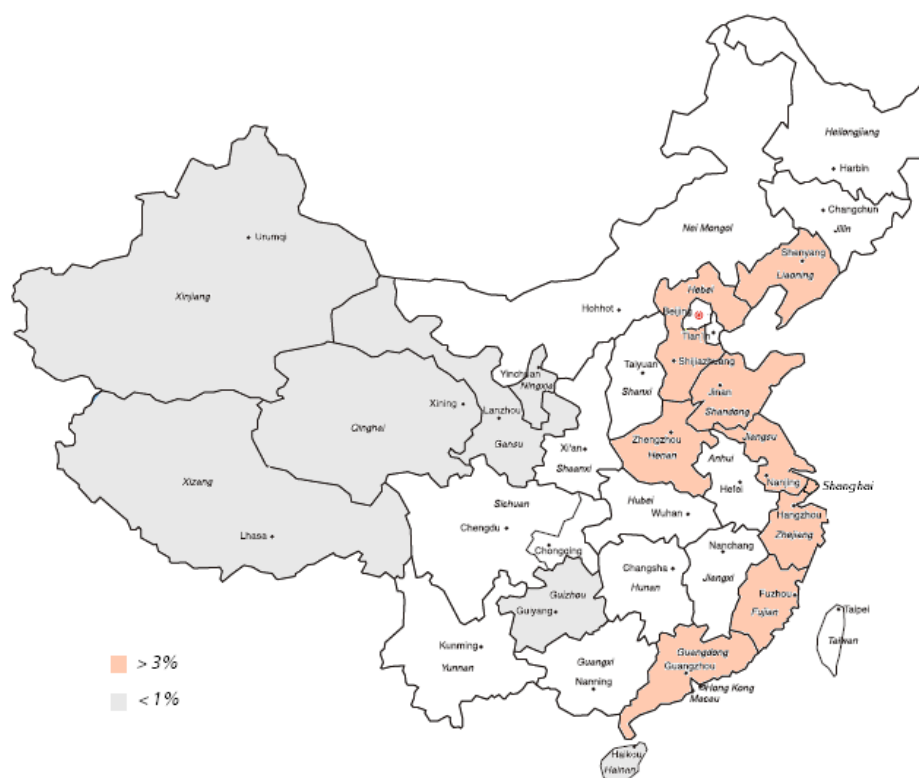 Heilongjiang
Harbin
Changchun
Jilin
Urumqi
Nei Mongol
Shenyang
Liaoning
Xinjiang
Hebei
Hohhot
Beijing
Tianjin
Yinchuan
Ningxia
Taiyuan
Shijiazhuang
Shanxi
Jinan
Shandong
Xining
Lanzhou
Qinghai
Gansu
Zhengzhou
Henan
Jiangsu
Xi'an
Shaanxi
Anhui
Xizang
Nanjing
Shanghai
Hefei
Sichuan
Hubei
Wuhan
Hangzhou
Zhejiang
Chengdu
Lhasa
Chongqing
Nanchang
Changsha
Hunan
Jiangxi
Guizhou
Guiyang
Fuzhou
Fujian
Taipei
Taiwan
Kunming
Yunnan
Guangxi
Nanning
Guangdong
Guangzhou
Hong Kong
Macau
> 3%
< 1%
Haikou
Hainan